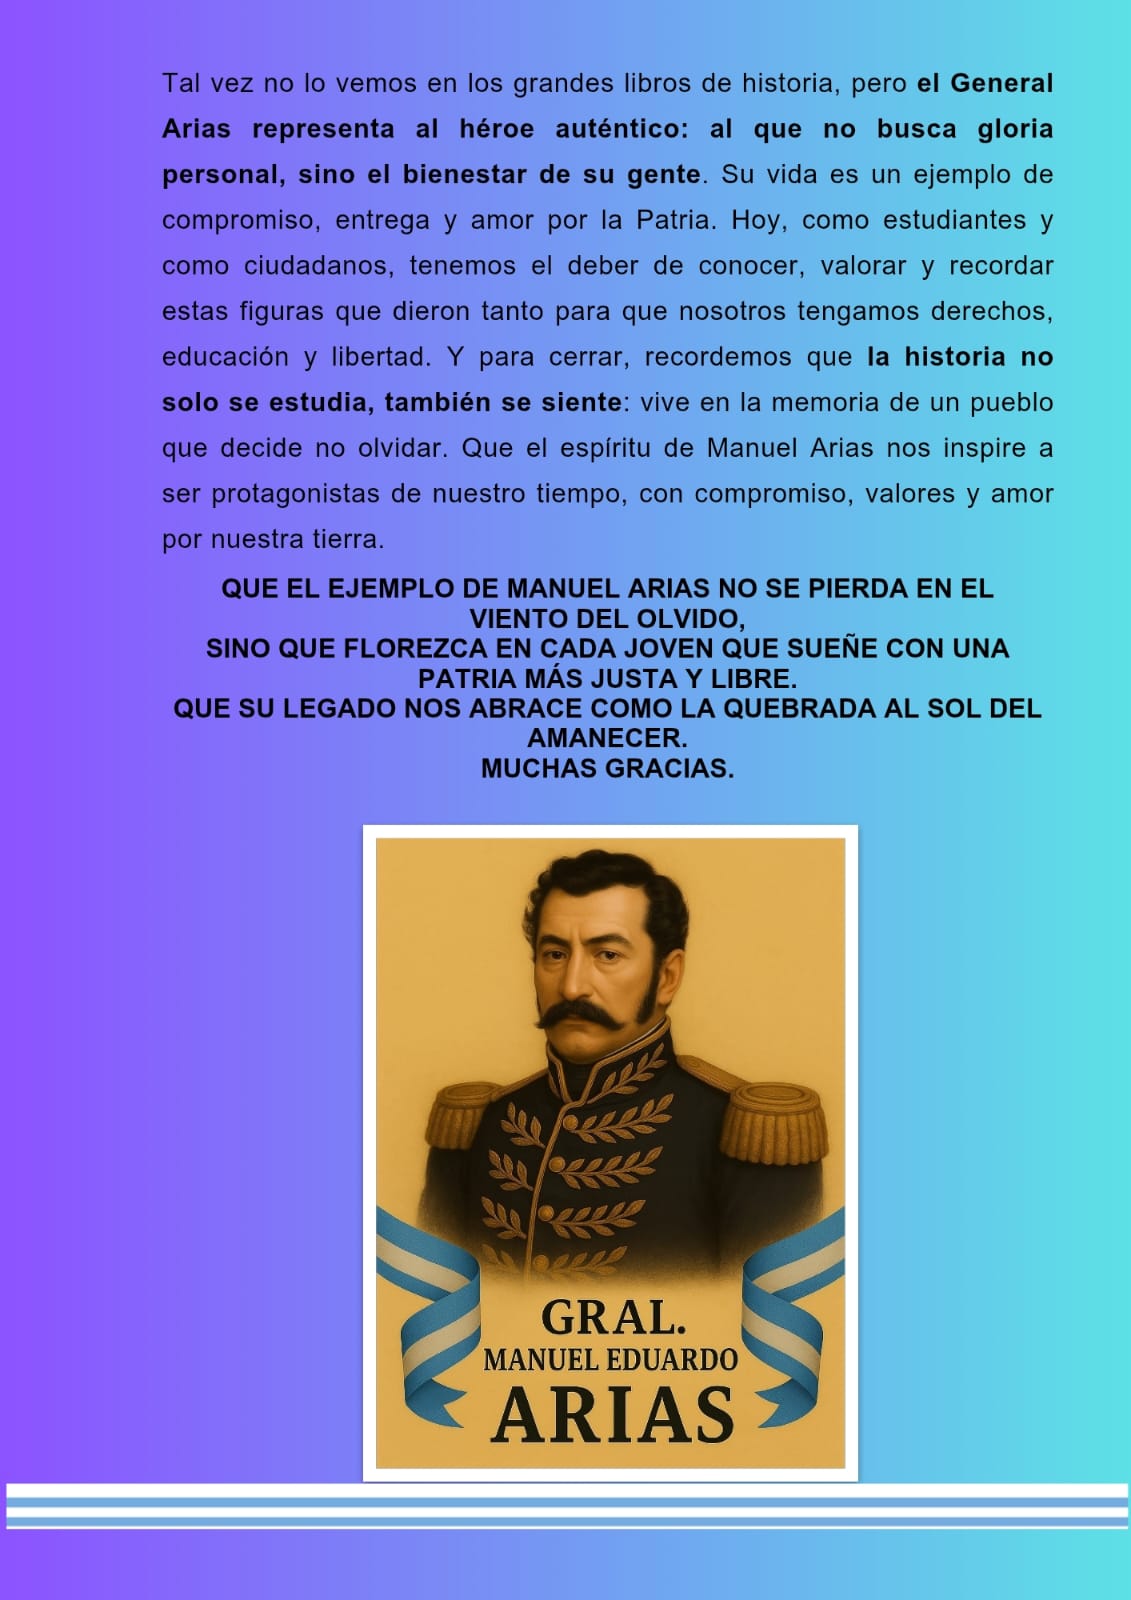 Tal vez no lo vemos en los grandes libros de historia, pero el General
Arias representa al héroe auténtico: al que no busca gloria
personal, sino el bienestar de su gente. Su vida es un ejemplo de
compromiso, entrega y amor por la Patria. Hoy, como estudiantes y
como ciudadanos, tenemos el deber de conocer, valorar y recordar
estas figuras que dieron tanto para que nosotros tengamos derechos,
educación y libertad. Y para cerrar, recordemos que la historia no
solo se estudia, también se siente: vive en la memoria de un pueblo
que decide no olvidar. Que el espíritu de Manuel Arias nos inspire a
ser protagonistas de nuestro tiempo, con compromiso, valores y amor
por nuestra tierra.
QUE EL EJEMPLO DE MANUEL ARIAS NO SE PIERDA EN EL
VIENTO DEL OLVIDO,
SINO QUE FLOREZCA EN CADA JOVEN QUE SUEÑE CON UNA
PATRIA MÁS JUSTA Y LIBRE.
QUE SU LEGADO NOS ABRACE COMO LA QUEBRADA AL SOL DEL
AMANECER.
MUCHAS GRACIAS.
GRAL.
MANUEL EDUARDO
ARIAS